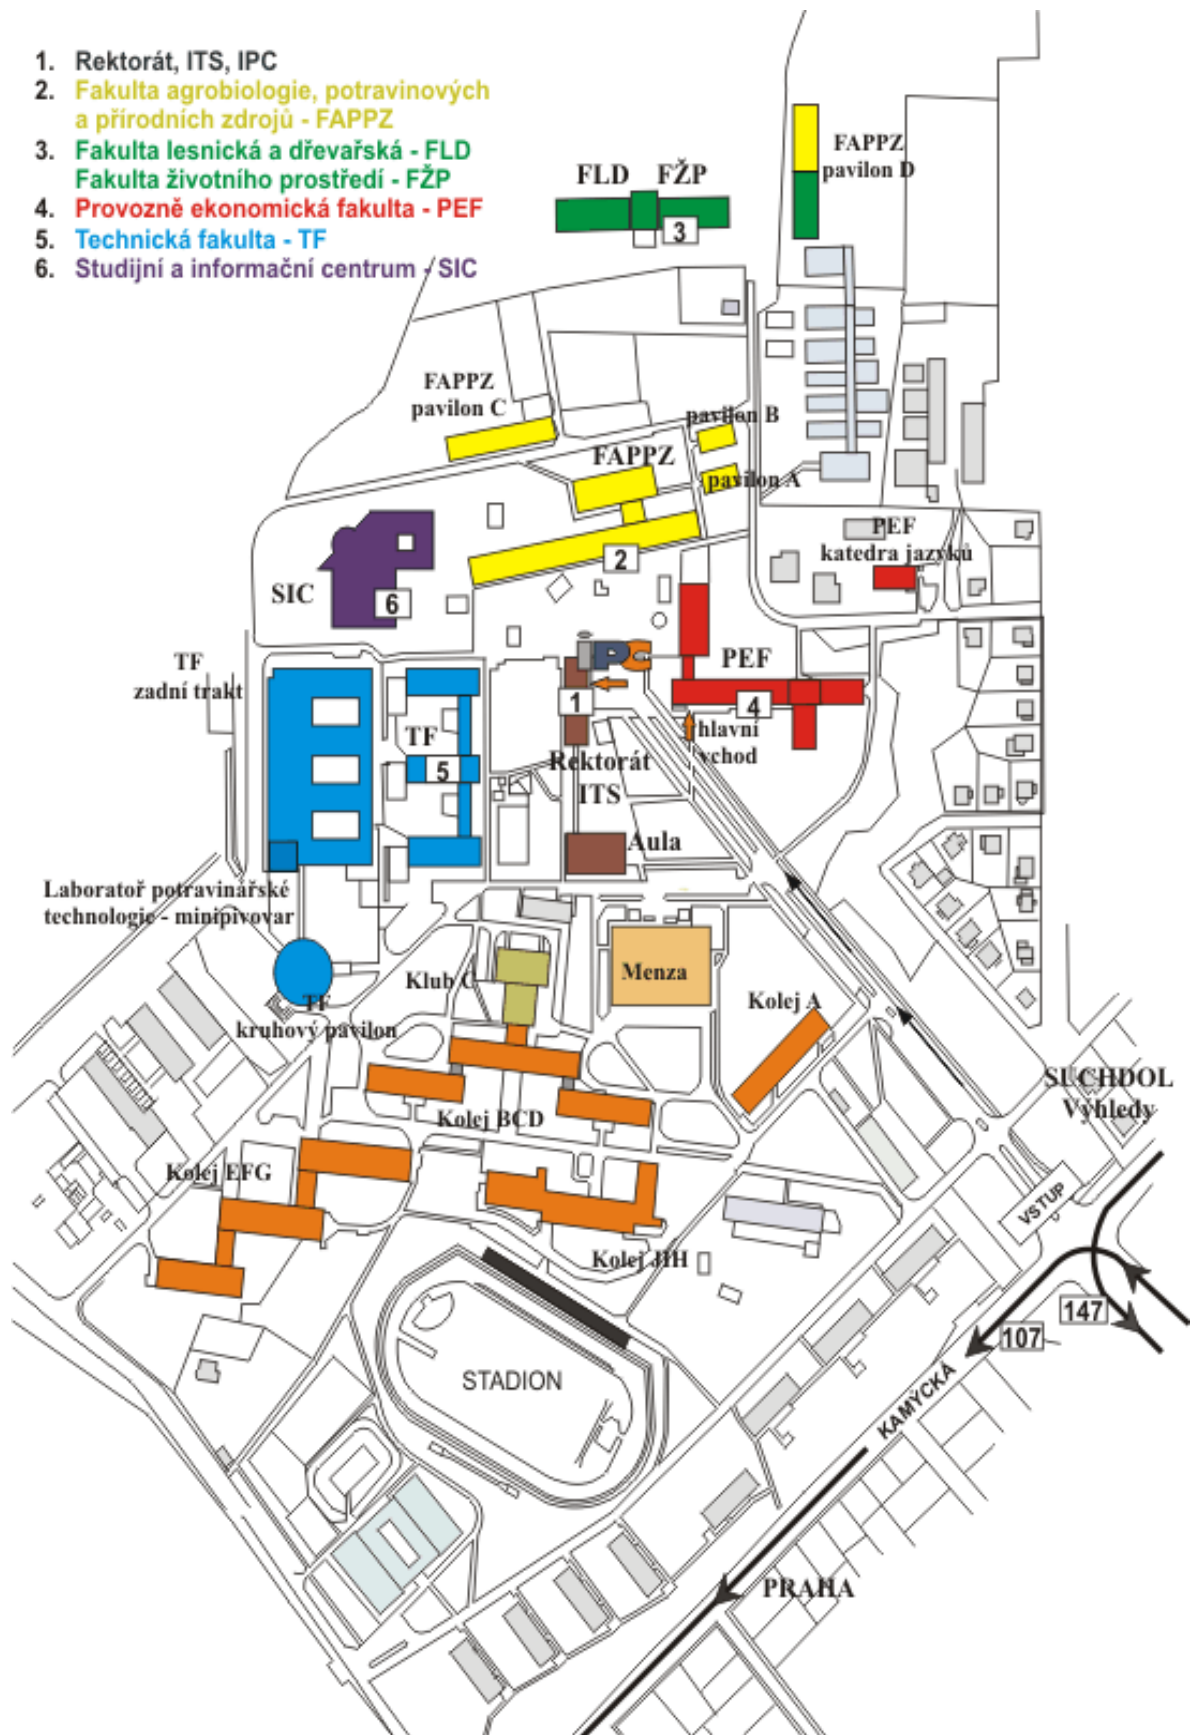 1. Rektorát, ITS, IPC
2. Fakulta agrobiologie, potravinových
a přírodních zdrojů - FAPPZ
3. Fakulta lesnická a dřevařská - FLD
Fakulta životního prostředí - FŽP
4. Provozně ekonomická fakulta - PEF
5. Technická fakulta - TF
6. Studijní a informační centrum - SIC
FAPPZ
pavilon D
FLD FŽP
3
FAPPZ
pavilon C
pavilon B
FAPPZ
pavilon A
2
PEF
katedra jazyků
SIC
6
TF
zadní trakt
PC
PEF
1
4
TF
5
hlavní
vchod
Rektorát
ITS
Aula
Laboratoř potravinářské
technologie - minipivovar
Klub C
Menza
Kolej A
TF
kruhový pavilon
SUCHDOL
Výhledy
Kolej BCD
Kolej EFG
VSTUP
Kolej JIH
147
107
STADION
KAMÝCKÁ
PRAHA